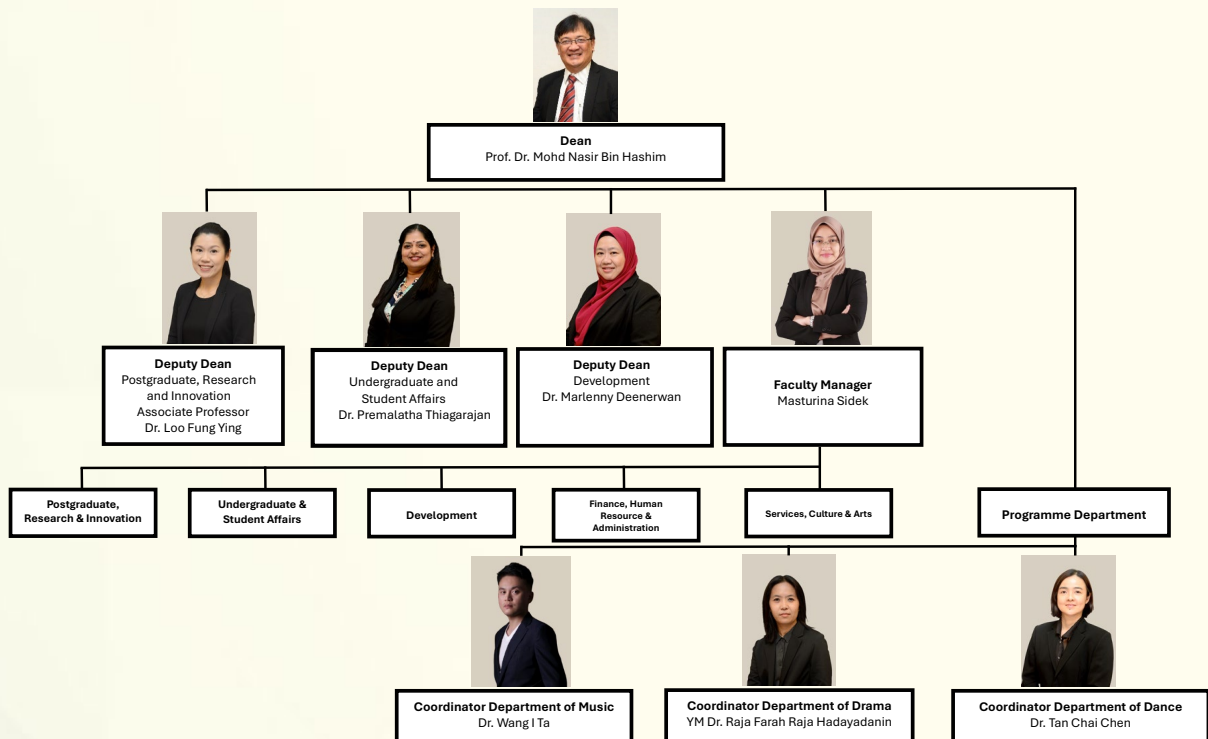 Dean
Prof. Dr. Mohd Nasir Bin Hashim
Deputy Dean
Postgraduate, Research
and Innovation
Associate Professor
Dr. Loo Fung Ying
Deputy Dean
Undergraduate and
Student Affairs
Dr. Premalatha Thiagarajan
Deputy Dean
Development
Dr. Marlenny Deenerwan
Faculty Manager
Masturina Sidek
Postgraduate,
Research & Innovation
Undergraduate &
Student Affairs
Development
Finance, Human
Resource &
Administration
Services, Culture & Arts
Programme Department
Coordinator Department of Music
Dr. Wang I Ta
Coordinator Department of Drama
YM Dr. Raja Farah Raja Hadayadanin
Coordinator Department of Dance
Dr. Tan Chai Chen